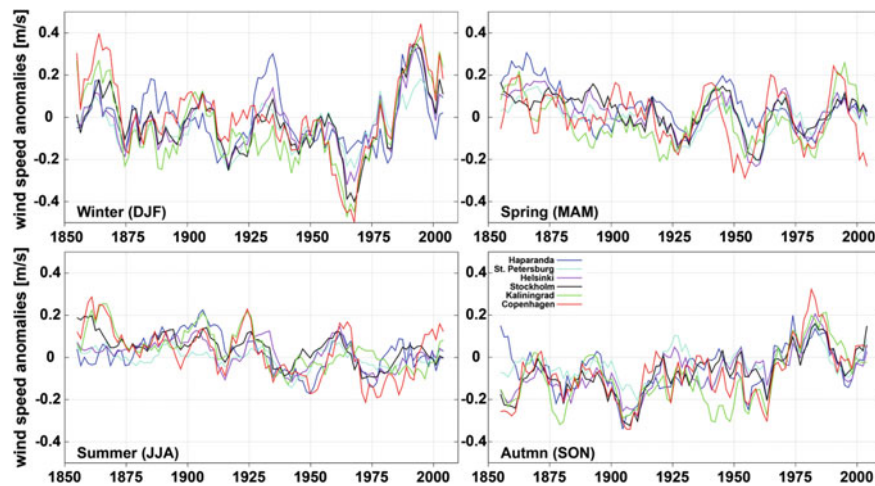 wind speed anomalies [m/s]
0.4
0.2
0
-0.2
-0.4
Winter (DJF)
1850 1875 1900 1925 1950 1975 2000
0.4
0.2
0
-0.2
-0.4
Spring (MAM)
1850 1875 1900 1925 1950 1975 2000
wind speed anomalies [m/s]
0.4
0.2
0
-0.2
-0.4
Summer (JJA)
1850 1875 1900 1925 1950 1975 2000
0.4
0.2
0
-0.2
-0.4
Haparanda
St. Petersburg
Helsinki
Stockholm
Kaliningrad
Copenhagen
Autmn (SON)
1850 1875 1900 1925 1950 1975 2000